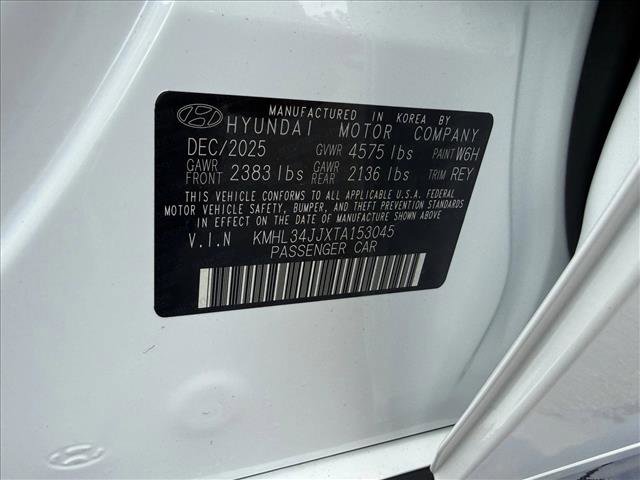 MANUFACTURED IN KOREA BY
HYUNDAI MOTOR COMPANY
DEC/2025 GVWR 4575 lbs PAINT W6H
GAWR FRONT 2383 lbs GAWR REAR 2136 lbs TRIM REY
THIS VEHICLE CONFORMS TO ALL APPLICABLE U.S.A. FEDERAL
MOTOR VEHICLE SAFETY, BUMPER, AND THEFT PREVENTION STANDARDS
IN EFFECT ON THE DATE OF MANUFACTURE SHOWN ABOVE
V.I.N KMHL34JJXTA153045
PASSENGER CAR